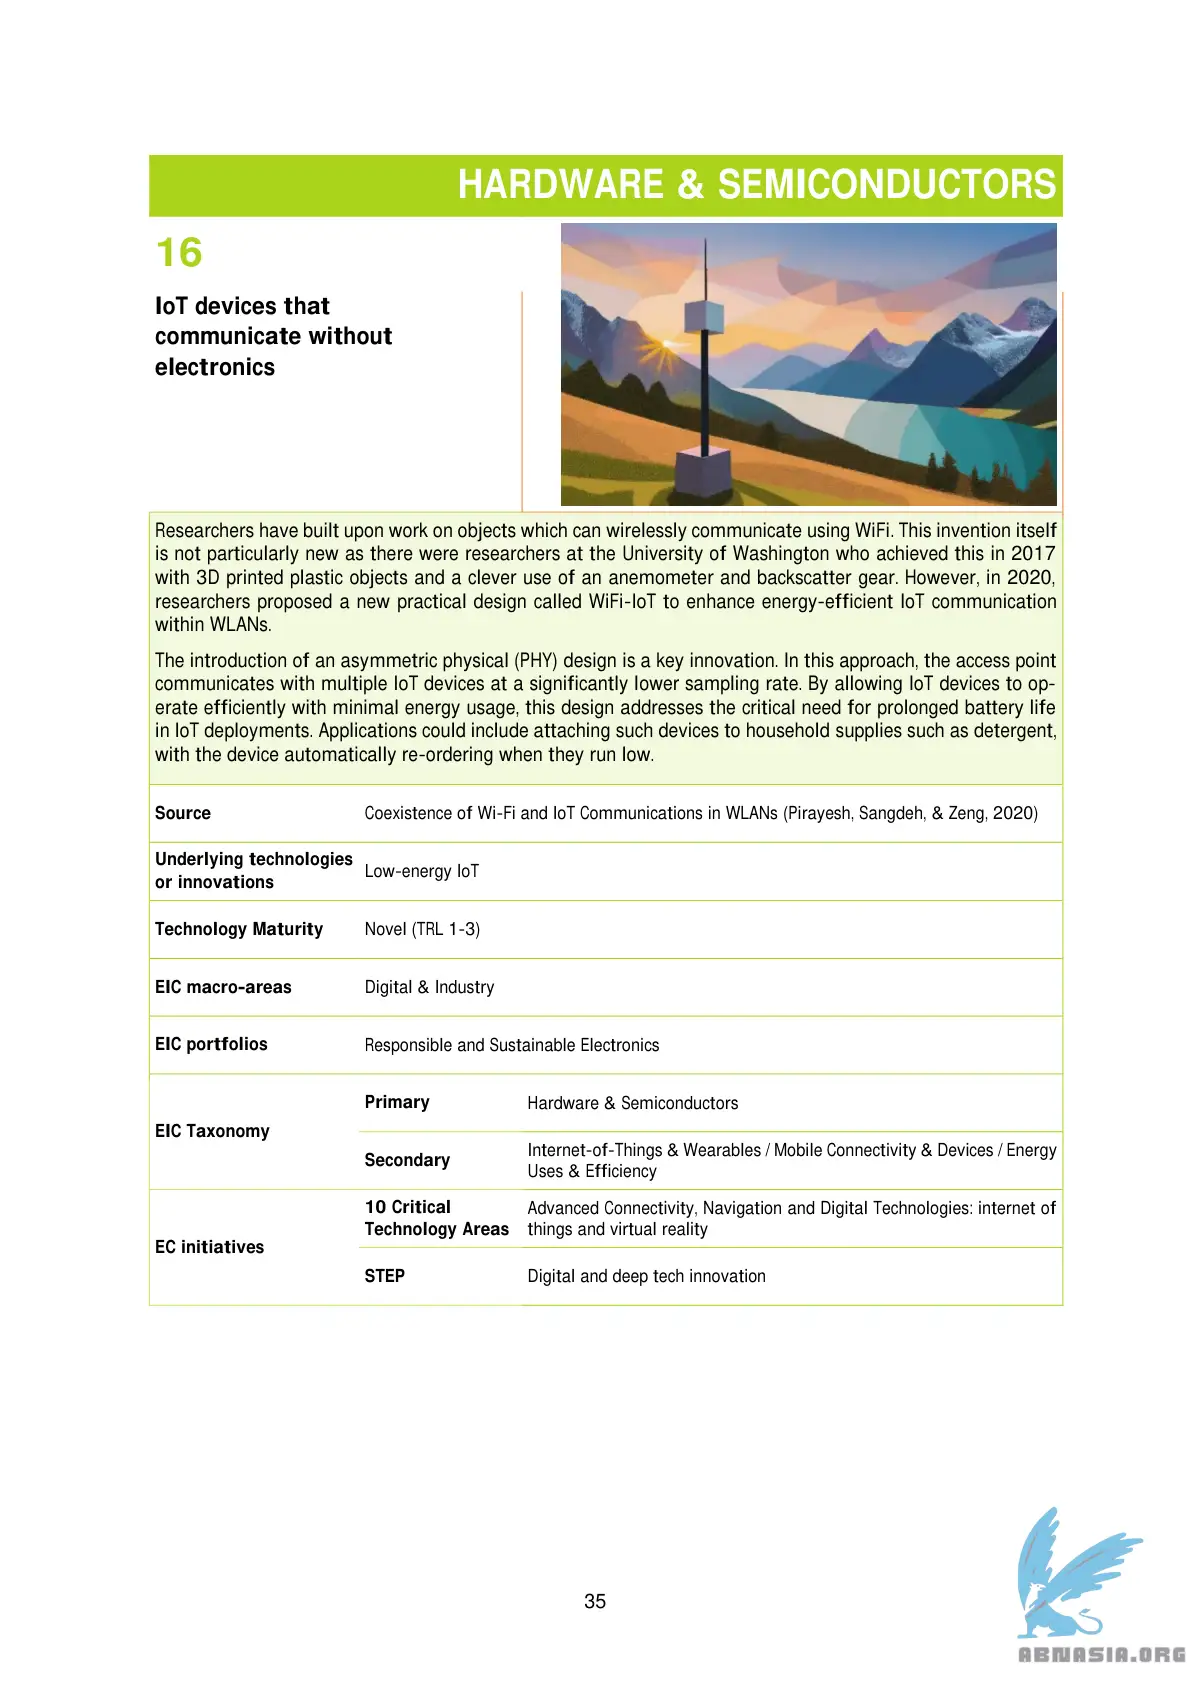 HARDWARE & SEMICONDUCTORS
16
IoT devices that
communicate without
electronics
Researchers have built upon work on objects which can wirelessly communicate using WiFi. This invention itself
is not particularly new as there were researchers at the University of Washington who achieved this in 2017
with 3D printed plastic objects and a clever use of an anemometer and backscatter gear. However, in 2020,
researchers proposed a new practical design called WiFi-IoT to enhance energy-efficient IoT communication
within WLANs.
The introduction of an asymmetric physical (PHY) design is a key innovation. In this approach, the access point
communicates with multiple IoT devices at a significantly lower sampling rate. By allowing IoT devices to op-
erate efficiently with minimal energy usage, this design addresses the critical need for prolonged battery life
in IoT deployments. Applications could include attaching such devices to household supplies such as detergent,
with the device automatically re-ordering when they run low.
Source Coexistence of Wi-Fi and IoT Communications in WLANs (Pirayesh, Sangdeh, & Zeng, 2020)
Underlying technologies
or innovations
Low-energy IoT
Technology Maturity Novel (TRL 1-3)
EIC macro-areas Digital & Industry
EIC portfolios Responsible and Sustainable Electronics
EIC Taxonomy
Primary Hardware & Semiconductors
Secondary
Internet-of-Things & Wearables / Mobile Connectivity & Devices / Energy
Uses & Efficiency
EC initiatives
10 Critical
Technology Areas
Advanced Connectivity, Navigation and Digital Technologies: internet of
things and virtual reality
STEP Digital and deep tech innovation
35
ABNASIA.ORG